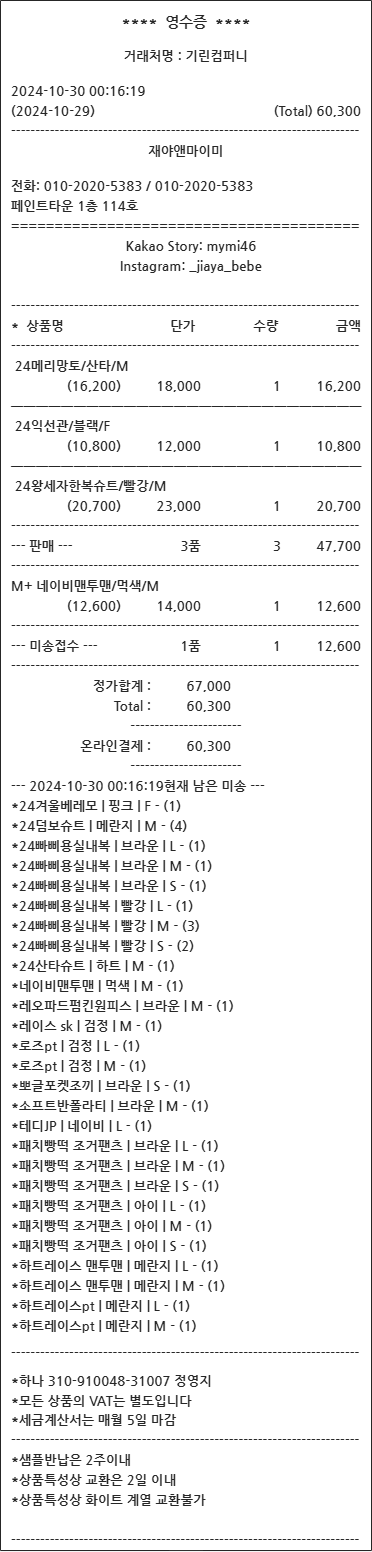 **** 영수증 ****
거래처명 : 기린컴퍼니
2024-10-30 00:16:19
(2024-10-29) (Total) 60,300
재야앤마이미
전화: 010-2020-5383 / 010-2020-5383
페인트타운 1층 114호
Kakao Story: mymi46
Instagram: _jiaya_bebe
* 상품명 단가 수량 금액
24메리망토/산타/M
(16,200) 18,000 1 16,200
24익선관/블랙/F
(10,800) 12,000 1 10,800
24왕세자한복슈트/빨강/M
(20,700) 23,000 1 20,700
--- 판매 --- 3품 3 47,700
M+ 네이비맨투맨/먹색/M
(12,600) 14,000 1 12,600
--- 미송접수 --- 1품 1 12,600
정가합계 : 67,000
Total : 60,300
온라인결제 : 60,300
--- 2024-10-30 00:16:19현재 남은 미송 ---
*24겨울베레모 | 핑크 | F - (1)
*24덤보슈트 | 메란지 | M - (4)
*24빠삐용실내복 | 브라운 | L - (1)
*24빠삐용실내복 | 브라운 | M - (1)
*24빠삐용실내복 | 브라운 | S - (1)
*24빠삐용실내복 | 빨강 | L - (1)
*24빠삐용실내복 | 빨강 | M - (3)
*24빠삐용실내복 | 빨강 | S - (2)
*24산타슈트 | 하트 | M - (1)
*네이비맨투맨 | 먹색 | M - (1)
*레오파드펌킨원피스 | 브라운 | M - (1)
*레이스 sk | 검정 | M - (1)
*로즈pt | 검정 | L - (1)
*로즈pt | 검정 | M - (1)
*뽀글포켓조끼 | 브라운 | S - (1)
*소프트반폴라티 | 브라운 | M - (1)
*테디JP | 네이비 | L - (1)
*패치빵떡 조거팬츠 | 브라운 | L - (1)
*패치빵떡 조거팬츠 | 브라운 | M - (1)
*패치빵떡 조거팬츠 | 브라운 | S - (1)
*패치빵떡 조거팬츠 | 아이 | L - (1)
*패치빵떡 조거팬츠 | 아이 | M - (1)
*패치빵떡 조거팬츠 | 아이 | S - (1)
*하트레이스 맨투맨 | 메란지 | L - (1)
*하트레이스 맨투맨 | 메란지 | M - (1)
*하트레이스pt | 메란지 | L - (1)
*하트레이스pt | 메란지 | M - (1)
*하나 310-910048-31007 정영지
*모든 상품의 VAT는 별도입니다
*세금계산서는 매월 5일 마감
*샘플반납은 2주이내
*상품특성상 교환은 2일 이내
*상품특성상 화이트 계열 교환불가